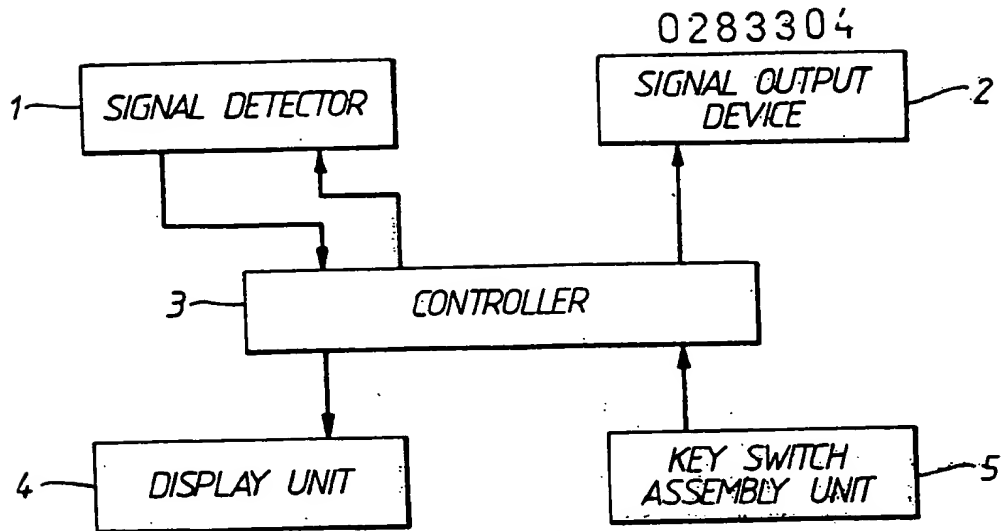 0283304
1
SIGNAL DETECTOR
SIGNAL OUTPUT
DEVICE
2
3
CONTROLLER
4
DISPLAY UNIT
KEY SWITCH
ASSEMBLY UNIT
5